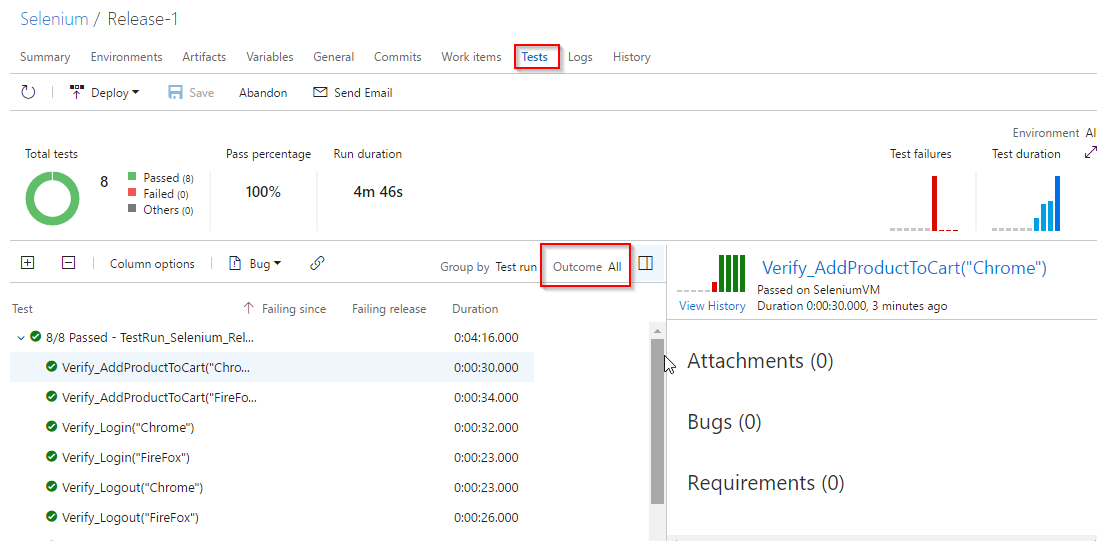 Selenium / Release-1
Summary Environments Artifacts Variables General Commits Work items Tests Logs History
Deploy Save Abandon Send Email
Environment Al
Total tests Pass percentage Run duration Test failures Test duration
8 Passed (8)
Failed (0)
Others (0)
100% 4m 46s
Column options Bug Group by Test run Outcome All
Verify_AddProductToCart("Chrome")
Passed on SeleniumVM
View History Duration 0:00:30.000, 3 minutes ago
Test Failing since Failing release Duration
8/8 Passed - TestRun_Selenium_Rel... 0:04:16.000
Verify_AddProductToCart("Chro... 0:00:30.000
Verify_AddProductToCart("FireFo... 0:00:34.000
Verify_Login("Chrome") 0:00:32.000
Verify_Login("FireFox") 0:00:23.000
Verify_Logout("Chrome") 0:00:23.000
Verify_Logout("FireFox") 0:00:26.000
Attachments (0)
Bugs (0)
Requirements (0)